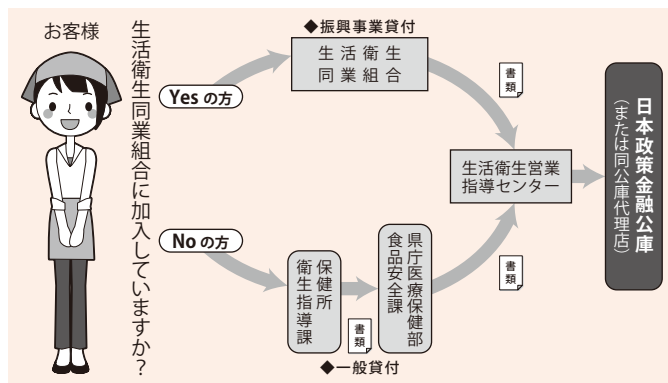 お客様
生活衛生同業組合に加入していますか？
Yes の方
◆振興事業貸付
生活衛生
同業組合
書類
生活衛生営業
指導センター
日本政策金融公庫
（または同公庫代理店）
No の方
保健所
衛生指導課
書類
県庁医療保健部
食品安全課
◆一般貸付
書類